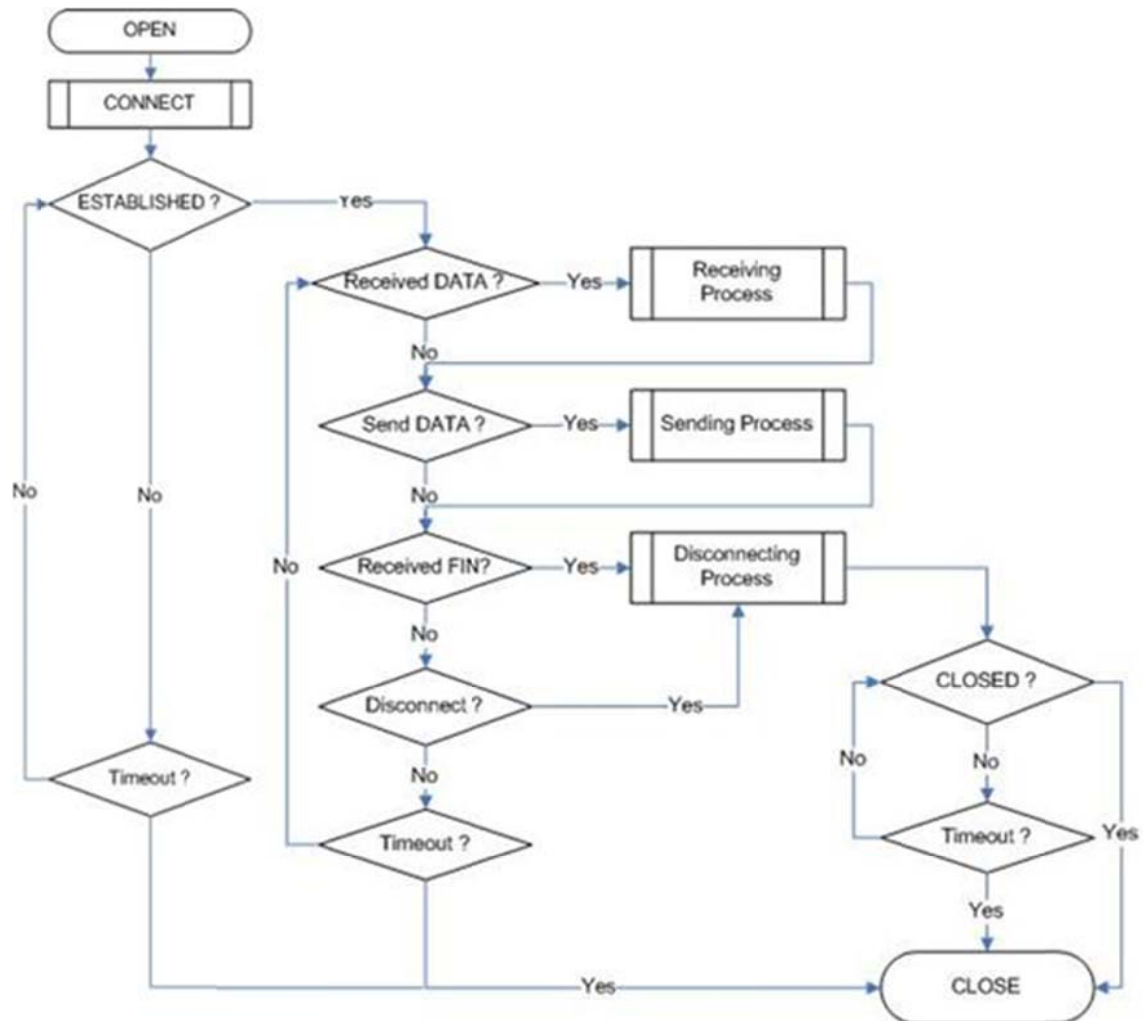 OPEN
CONNECT
ESTABLISHED ?
Yes
Received DATA ?
Yes
Receiving
Process
No
Send DATA ?
Yes
Sending Process
No
No
No
Received FIN?
Yes
Disconnecting
Process
No
No
Disconnect ?
Yes
CLOSED ?
No
No
No
Timeout ?
Timeout ?
Timeout ?
Yes
Yes
Yes
CLOSE